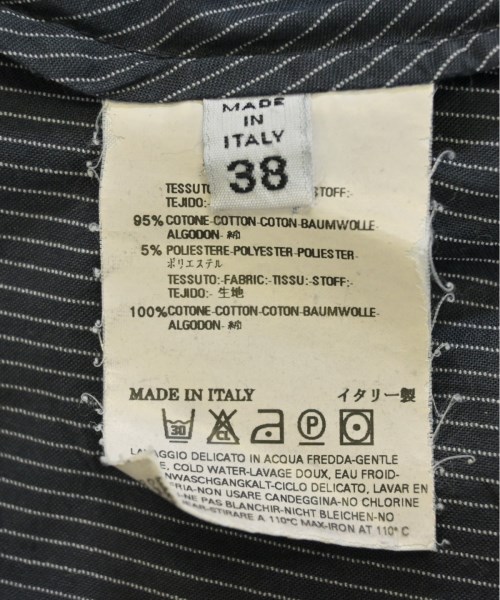 MADE
IN
ITALY
38
TESSUTO STOFF:
TEJIDO:
95% COTONE-COTTON-COTON-BAUMWOLLE
ALGODON-綿
5% POLIESTERE-POLYESTER-POLIESTER-
ポリエステル
TESSUTO:-FABRIC:-TISSU:-STOFF:-
TEJIDO:-生地
100%COTONE-COTTON-COTON-BAUMWOLLE-
ALGODON-綿
MADE IN ITALY イタリー製
30 P
LAVAGGIO DELICATO IN ACQUA FREDDA-GENTLE
E, COLD WATER-LAVAGE DOUX, EAU FROID-
NWASCHGANGKALT-CICLO DELICATO, LAVAR EN
RIA-NON USARE CANDEGGINA-NO CHLORINE
NE PAS BLANCHIR-NICHT BLEICHEN-NO
STIRARE A 110°C MAX-IRON AT 110° C